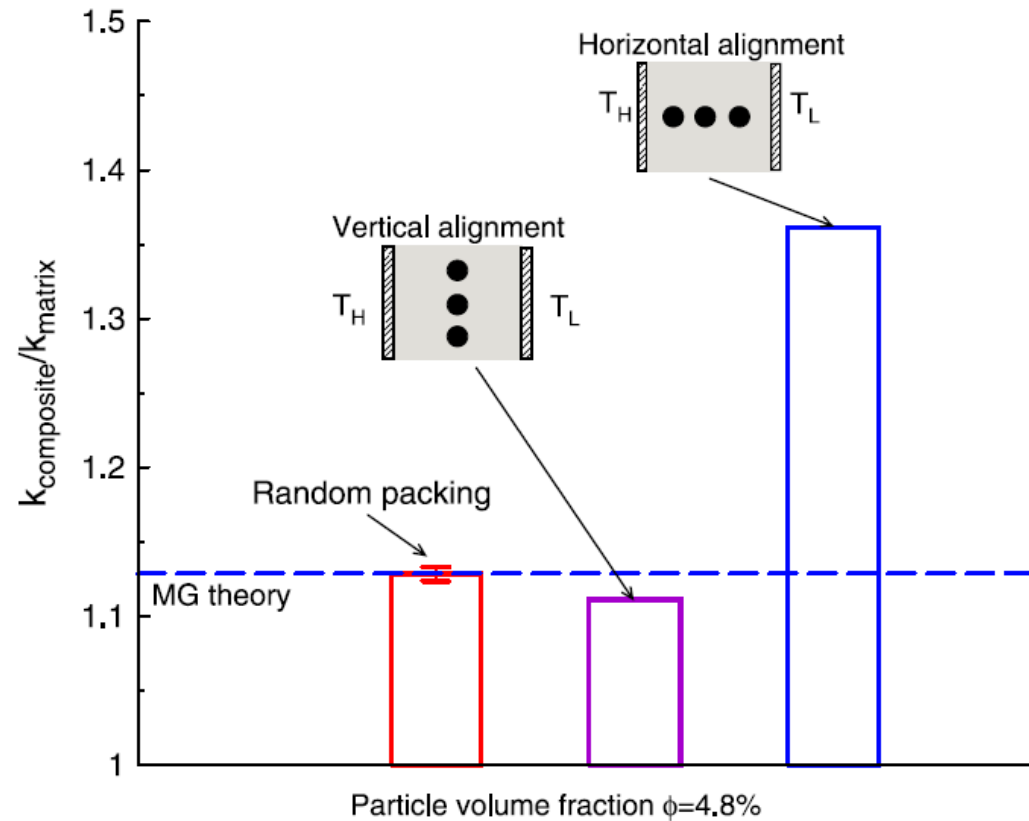 1.5
Horizontal alignment
T_H T_L
1.4
Vertical alignment
T_H T_L
1.3
k_composite/k_matrix
1.2
Random packing
MG theory
1.1
1
Particle volume fraction ϕ=4.8%